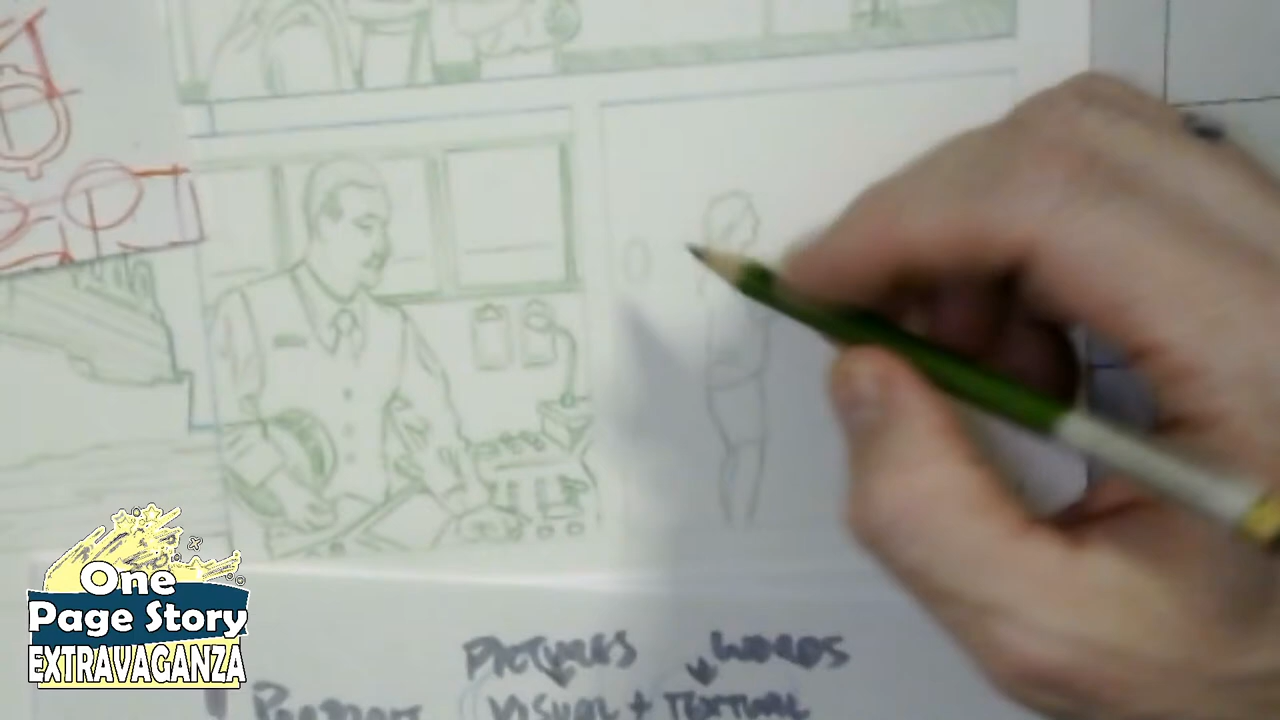 One
Page Story
EXTRAVAGANZA
PICTURES WORDS
VISUAL + TEXTUAL